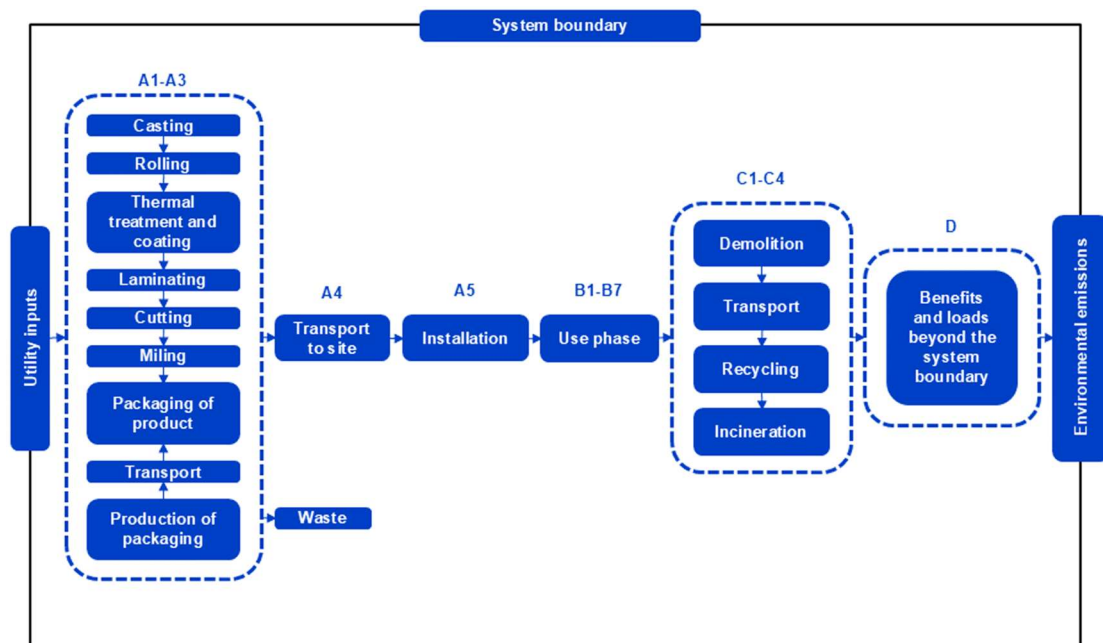 System boundary
A1-A3
Casting
Rolling
Thermal
treatment and
coating
Laminating
Cutting
Miling
Packaging of
product
Transport
Production of
packaging
Utility inputs
Waste
A4
Transport
to site
A5
Installation
B1-B7
Use phase
C1-C4
Demolition
Transport
Recycling
Incineration
D
Benefits
and loads
beyond the
system
boundary
Environmental emissions